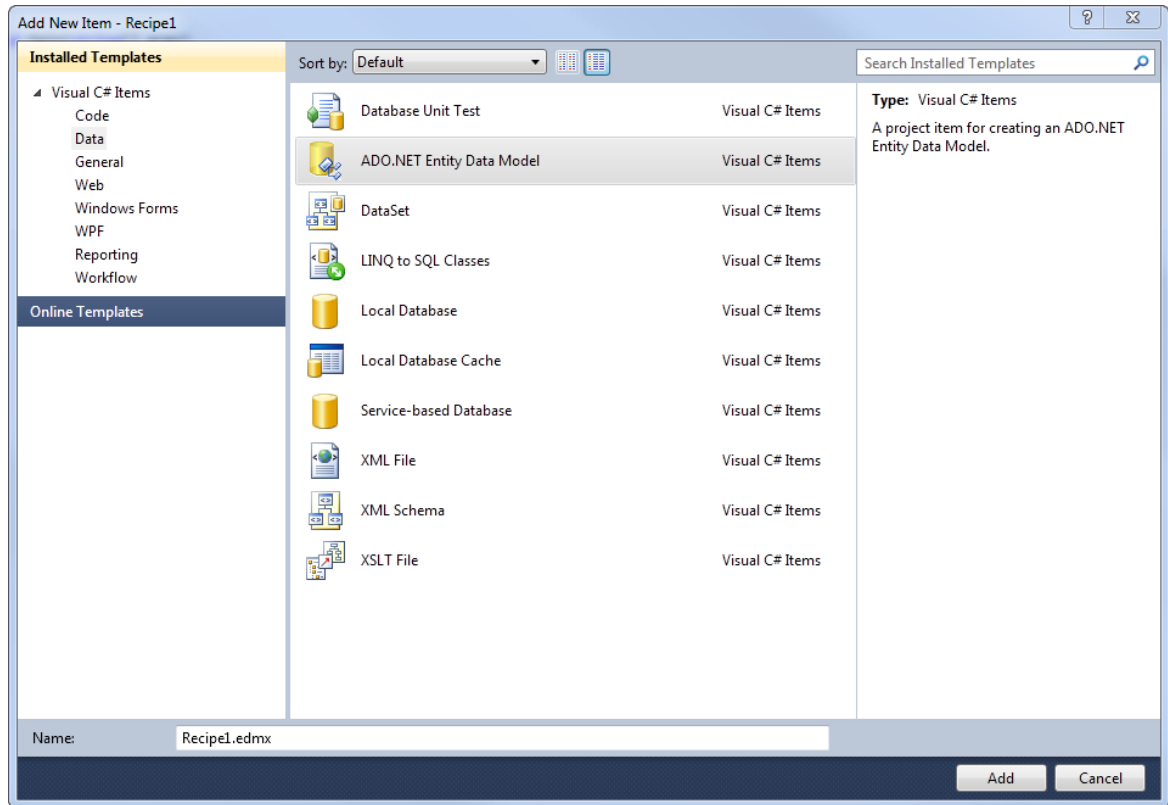 Add New Item - Recipe1
Installed Templates
Visual C# Items
Code
Data
General
Web
Windows Forms
WPF
Reporting
Workflow
Online Templates
Sort by: Default
Database Unit Test Visual C# Items
ADO.NET Entity Data Model Visual C# Items
DataSet Visual C# Items
LINQ to SQL Classes Visual C# Items
Local Database Visual C# Items
Local Database Cache Visual C# Items
Service-based Database Visual C# Items
XML File Visual C# Items
XML Schema Visual C# Items
XSLT File Visual C# Items
Search Installed Templates
Type: Visual C# Items
A project item for creating an ADO.NET
Entity Data Model.
Name: Recipe1.edmx
Add Cancel